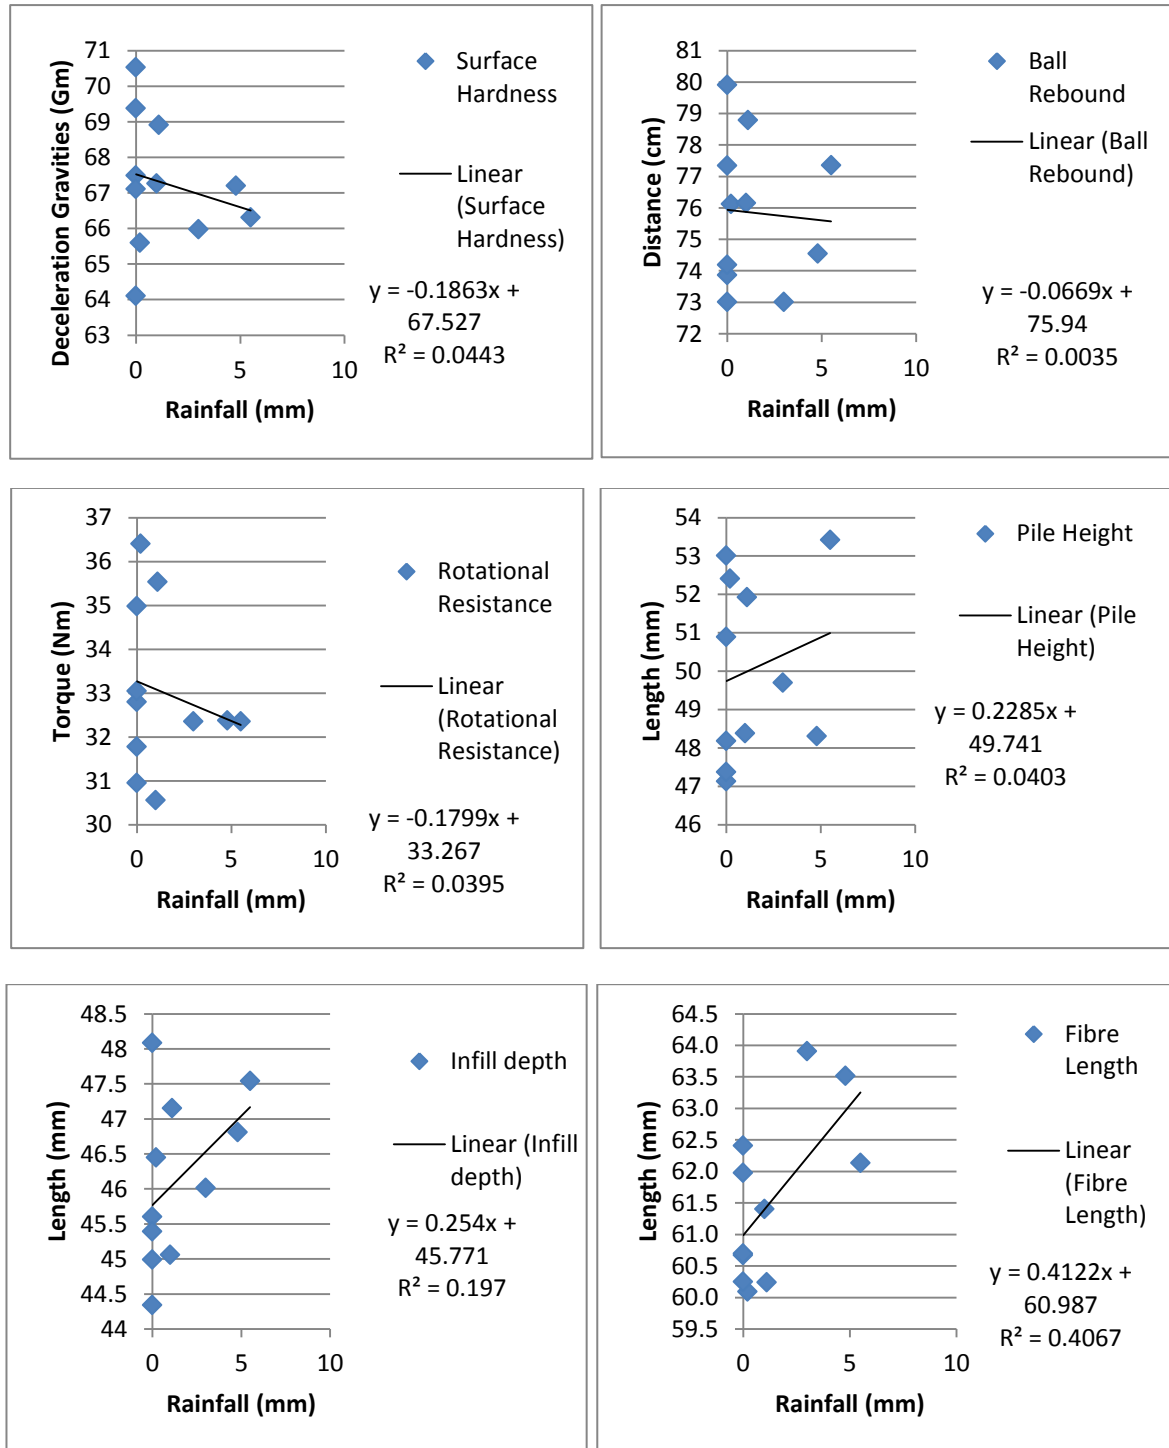 71
70
69
68
67
66
65
64
63
Deceleration Gravities (Gm)
0 5 10
Rainfall (mm)
Surface
Hardness
Linear
(Surface
Hardness)
y = -0.1863x +
67.527
R² = 0.0443
81
80
79
78
77
76
75
74
73
72
Distance (cm)
0 5 10
Rainfall (mm)
Ball
Rebound
Linear (Ball
Rebound)
y = -0.0669x +
75.94
R² = 0.0035
37
36
35
34
33
32
31
30
Torque (Nm)
0 5 10
Rainfall (mm)
Rotational
Resistance
Linear
(Rotational
Resistance)
y = -0.1799x +
33.267
R² = 0.0395
54
53
52
51
50
49
48
47
46
Length (mm)
0 5 10
Rainfall (mm)
Pile Height
Linear (Pile
Height)
y = 0.2285x +
49.741
R² = 0.0403
48.5
48
47.5
47
46.5
46
45.5
45
44.5
44
Length (mm)
0 5 10
Rainfall (mm)
Infill depth
Linear (Infill
depth)
y = 0.254x +
45.771
R² = 0.197
64.5
64.0
63.5
63.0
62.5
62.0
61.5
61.0
60.5
60.0
59.5
Length (mm)
0 5 10
Rainfall (mm)
Fibre
Length
Linear
(Fibre
Length)
y = 0.4122x +
60.987
R² = 0.4067